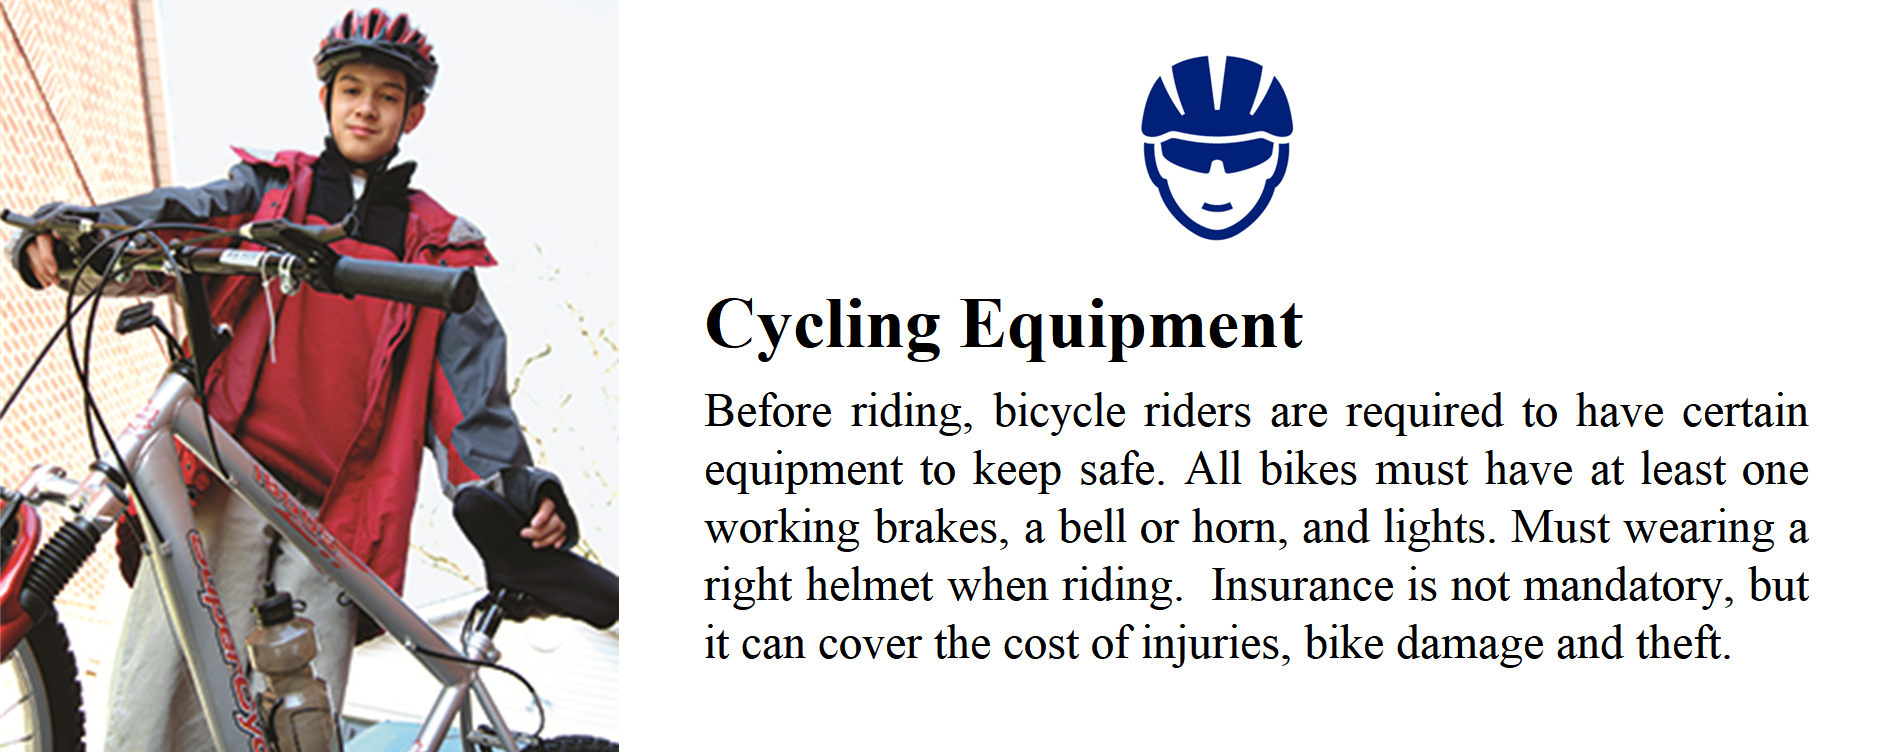 Cycling Equipment
Before riding, bicycle riders are required to have certain
equipment to keep safe. All bikes must have at least one
working brakes, a bell or horn, and lights. Must wearing a
right helmet when riding.  Insurance is not mandatory, but
it can cover the cost of injuries, bike damage and theft.